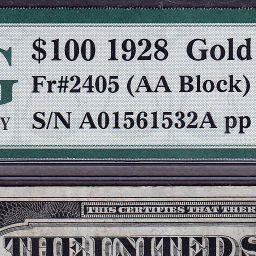 $100 1928 Gold
G
Fr#2405 (AA Block)
Y
S/N A01561532A pp
THIS CERTIFIES THAT THERE
THE UNITED S